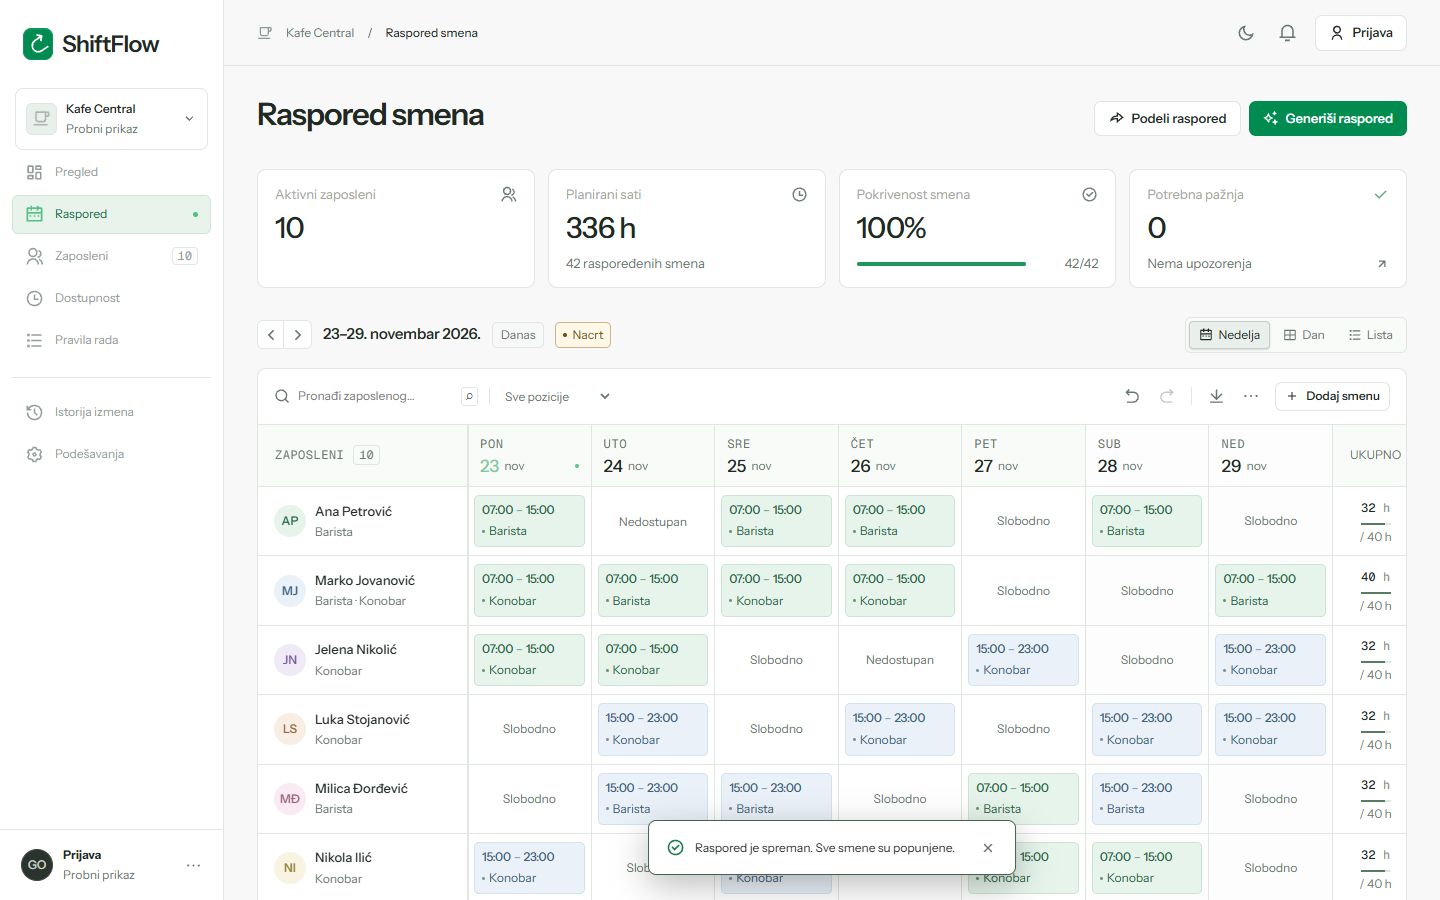 ShiftFlow
Kafe Central
Probni prikaz
Pregled
Raspored
Zaposleni 10
Dostupnost
Pravila rada
Istorija izmena
Podešavanja
GO
Prijava
Probni prikaz
Kafe Central / Raspored smena
Prijava
Raspored smena
Podeli raspored
Generiši raspored
Aktivni zaposleni
10
Planirani sati
336 h
42 raspoređenih smena
Pokrivenost smena
100%
42/42
Potrebna pažnja
0
Nema upozorenja
23–29. novembar 2026. Danas • Nacrt
Nedelja Dan Lista
Pronađi zaposlenog... Sve pozicije
+ Dodaj smenu
ZAPOSLENI 10
PON
23 nov
UTO
24 nov
SRE
25 nov
ČET
26 nov
PET
27 nov
SUB
28 nov
NED
29 nov
UKUPNO
AP
Ana Petrović
Barista
07:00 – 15:00
• Barista
Nedostupan
07:00 – 15:00
• Barista
07:00 – 15:00
• Barista
Slobodno
07:00 – 15:00
• Barista
Slobodno
32 h
/ 40 h
MJ
Marko Jovanović
Barista · Konobar
07:00 – 15:00
• Konobar
07:00 – 15:00
• Barista
07:00 – 15:00
• Konobar
07:00 – 15:00
• Konobar
Slobodno
Slobodno
07:00 – 15:00
• Barista
40 h
/ 40 h
JN
Jelena Nikolić
Konobar
07:00 – 15:00
• Konobar
07:00 – 15:00
• Konobar
Slobodno
Nedostupan
15:00 – 23:00
• Konobar
Slobodno
15:00 – 23:00
• Konobar
32 h
/ 40 h
LS
Luka Stojanović
Konobar
Slobodno
15:00 – 23:00
• Konobar
Slobodno
15:00 – 23:00
• Konobar
Slobodno
15:00 – 23:00
• Konobar
15:00 – 23:00
• Konobar
32 h
/ 40 h
MĐ
Milica Đorđević
Barista
Slobodno
15:00 – 23:00
• Barista
15:00 – 23:00
• Barista
Slobodno
07:00 – 15:00
• Barista
15:00 – 23:00
• Barista
Slobodno
32 h
/ 40 h
NI
Nikola Ilić
Konobar
15:00 – 23:00
• Konobar
Slob
• Konobar
15:00
• Konobar
07:00 – 15:00
• Konobar
Slobodno
32 h
/ 40 h
Raspored je spreman. Sve smene su popunjene.